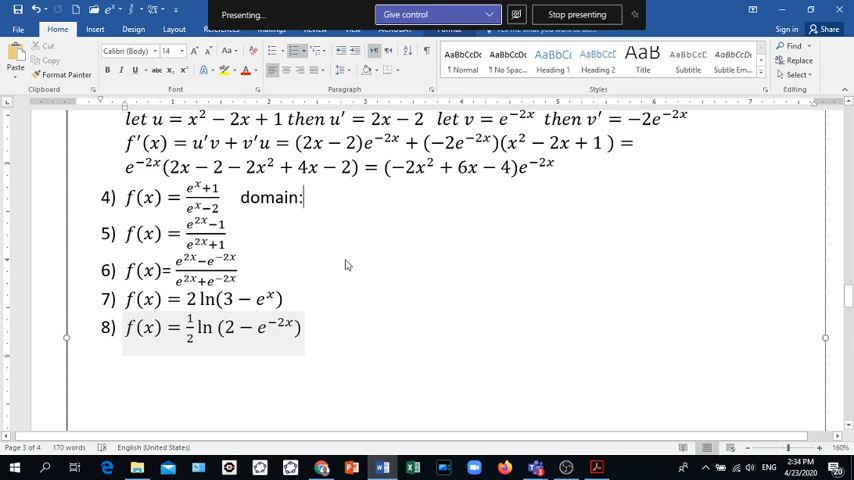 Presenting...
Give control
Stop presenting
File Home Insert Draw Design Layout
Sign in Share
Cut
Copy
Paste
Format Painter
Calibri (Body) 14
AaBbCcDc AaBbCcDc AaBbC( AaBbCcC AaB AaBbCcC AaBbCcDc
¶ Normal ¶ No Spac... Heading 1 Heading 2 Title Subtitle Subtle Em...
Find
Replace
Select
Clipboard Font Paragraph Styles Editing
let u = x² − 2x + 1 then u′ = 2x − 2 let v = e^{−2x} then v′ = −2e^{−2x}
f′(x) = u′v + v′u = (2x − 2)e^{−2x} + (−2e^{−2x})(x² − 2x + 1 ) =
e^{−2x}(2x − 2 − 2x² + 4x − 2) = (−2x² + 6x − 4)e^{−2x}
4) f(x) = (e^x+1)/(e^x−2) domain:
5) f(x) = (e^{2x}−1)/(e^{2x}+1)
6) f(x)= (e^{2x}−e^{−2x})/(e^{2x}+e^{−2x})
7) f(x) = 2 ln(3 − e^x)
8) f(x) = 1/2 ln (2 − e^{−2x})
Page 3 of 4 170 words English (United States) 160%
ENG
2:34 PM
4/23/2020
20